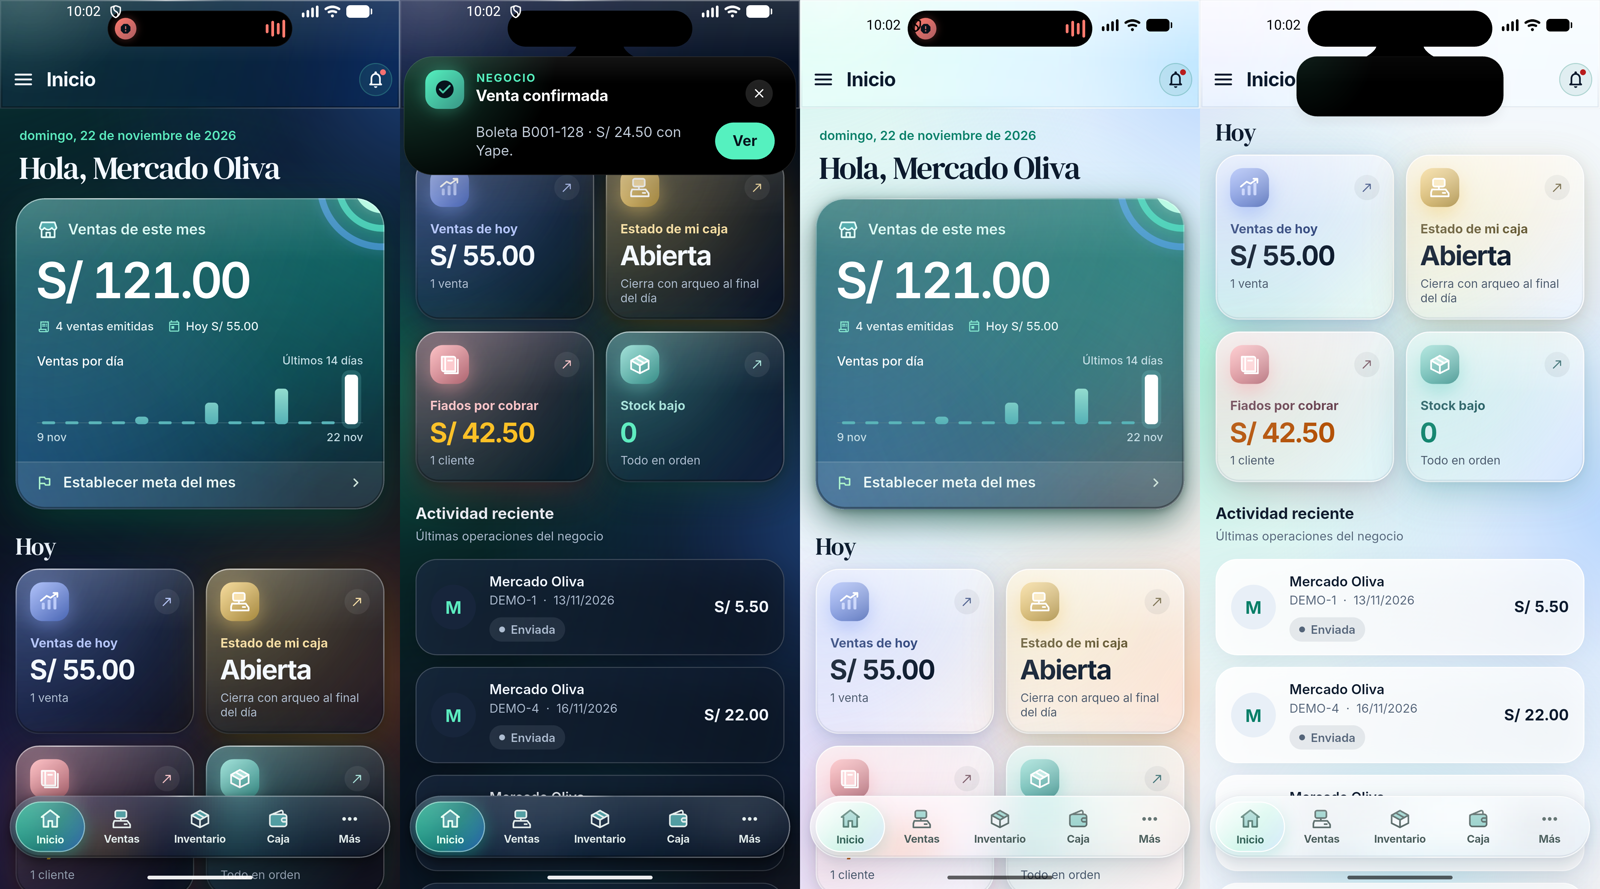 10:02
Inicio
domingo, 22 de noviembre de 2026
Hola, Mercado Oliva
Ventas de este mes
S/ 121.00
4 ventas emitidas
Hoy S/ 55.00
Ventas por día
Últimos 14 días
9 nov
22 nov
Establecer meta del mes
Hoy
Ventas de hoy
S/ 55.00
1 venta
Estado de mi caja
Abierta
Cierra con arqueo al final
del día
Inicio
Ventas
Inventario
Caja
Más
1 cliente
Todo en orden
10:02
NEGOCIO
Venta confirmada
Boleta B001-128 · S/ 24.50 con
Yape.
Ver
Ventas de hoy
S/ 55.00
1 venta
Estado de mi caja
Abierta
Cierra con arqueo al final
del día
Fiados por cobrar
S/ 42.50
1 cliente
Stock bajo
0
Todo en orden
Actividad reciente
Últimas operaciones del negocio
M
Mercado Oliva
DEMO-1 · 13/11/2026
Enviada
S/ 5.50
M
Mercado Oliva
DEMO-4 · 16/11/2026
Enviada
S/ 22.00
Mercado Oliva
Inicio
Ventas
Inventario
Caja
Más
10:02
Inicio
domingo, 22 de noviembre de 2026
Hola, Mercado Oliva
Ventas de este mes
S/ 121.00
4 ventas emitidas
Hoy S/ 55.00
Ventas por día
Últimos 14 días
9 nov
22 nov
Establecer meta del mes
Hoy
Ventas de hoy
S/ 55.00
1 venta
Estado de mi caja
Abierta
Cierra con arqueo al final
del día
Inicio
Ventas
Inventario
Caja
Más
1 cliente
Todo en orden
10:02
Inicio
Hoy
Ventas de hoy
S/ 55.00
1 venta
Estado de mi caja
Abierta
Cierra con arqueo al final
del día
Fiados por cobrar
S/ 42.50
1 cliente
Stock bajo
0
Todo en orden
Actividad reciente
Últimas operaciones del negocio
M
Mercado Oliva
DEMO-1 · 13/11/2026
Enviada
S/ 5.50
M
Mercado Oliva
DEMO-4 · 16/11/2026
Enviada
S/ 22.00
Mercado Oliva
Inicio
Ventas
Inventario
Caja
Más